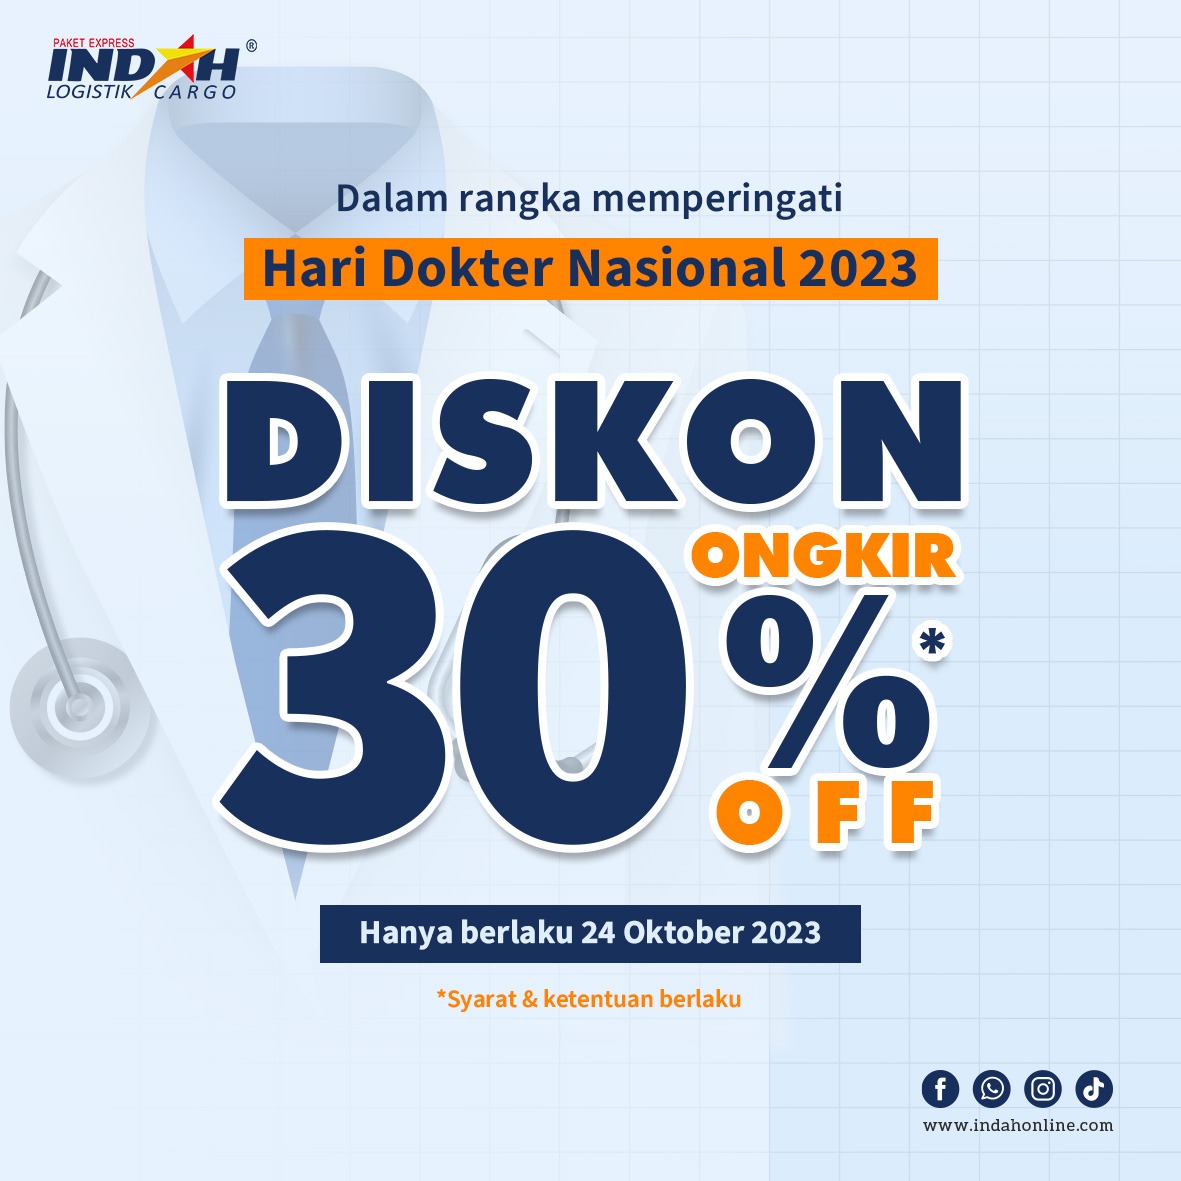 PAKET EXPRESS
INDAH ®
LOGISTIK CARGO
Dalam rangka memperingati
Hari Dokter Nasional 2023
DISKON
30%*
ONGKIR
OFF
Hanya berlaku 24 Oktober 2023
*Syarat & ketentuan berlaku
www.indahonline.com